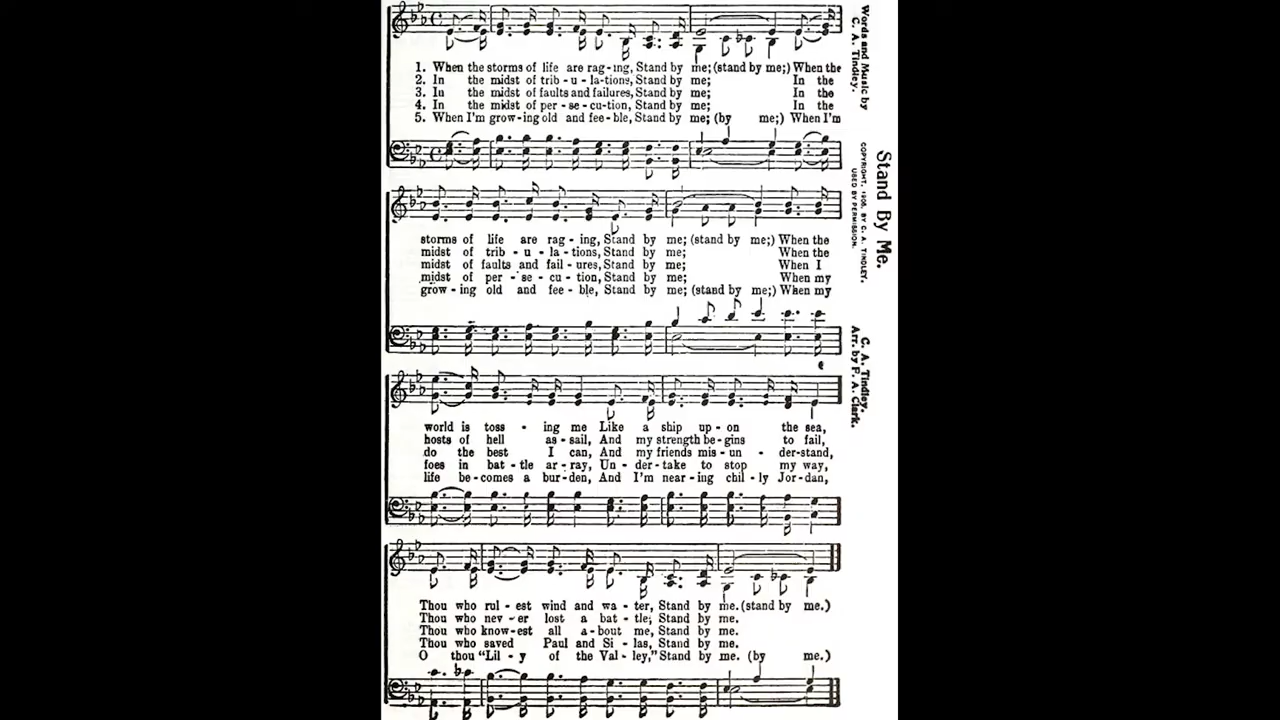 Stand By Me.
COPYRIGHT, 1905, BY C. A. TINDLEY.
USED BY PERMISSION.
Words and Music by
C. A. Tindley.
C. A. Tindley.
Arr. by F. A. Clark.
1. When the storms of life are rag-ing, Stand by me; (stand by me;) When the
2. In the midst of trib-u-la-tions, Stand by me; In the
3. In the midst of faults and failures, Stand by me; In the
4. In the midst of per-se-cu-tion, Stand by me; In the
5. When I'm grow-ing old and fee-ble, Stand by me; (by me;) When I'm
storms of life are rag-ing, Stand by me; (stand by me;) When the
midst of trib-u-la-tions, Stand by me; When the
midst of faults and fail-ures, Stand by me; When I
midst of per-se-cu-tion, Stand by me; When my
grow-ing old and fee-ble, Stand by me; (stand by me;) When my
world is toss-ing me Like a ship up-on the sea,
hosts of hell as-sail, And my strength be-gins to fail,
do the best I can, And my friends mis-un-der-stand,
foes in bat-tle ar-ray, Un-der-take to stop my way,
life be-comes a bur-den, And I'm near-ing chil-ly Jor-dan,
Thou who rul-est wind and wa-ter, Stand by me. (stand by me.)
Thou who nev-er lost a bat-tle, Stand by me.
Thou who know-est all a-bout me, Stand by me.
Thou who saved Paul and Si-las, Stand by me.
O thou "Lil-y of the Val-ley," Stand by me. (by me.)